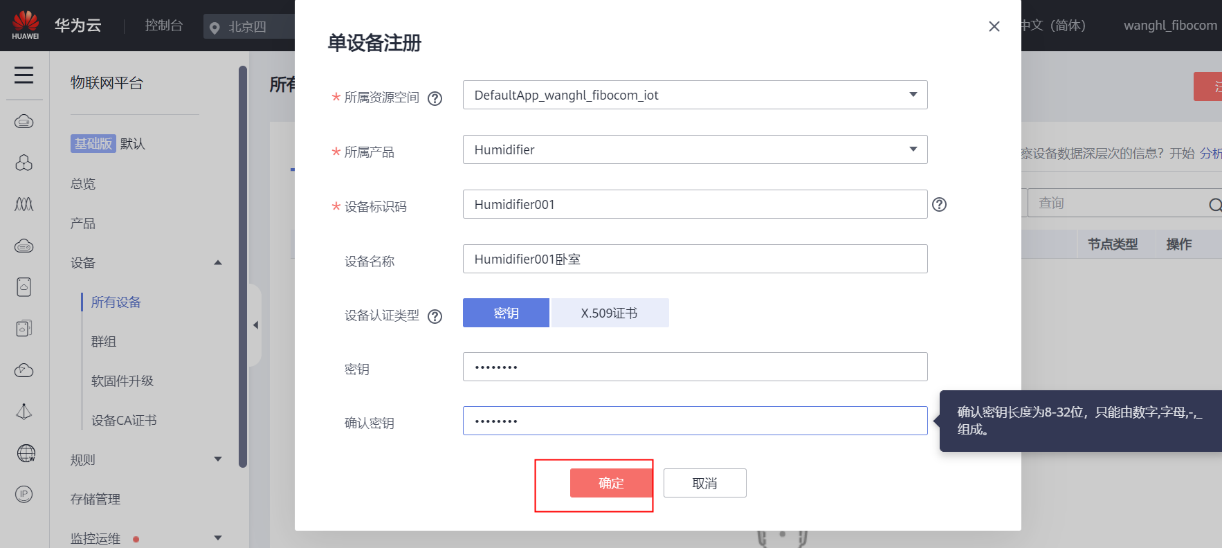 HUAWEI
华为云
控制台
北京四
中文（简体）
wanghl_fibocom
物联网平台
基础版 默认
总览
产品
设备
所有设备
群组
软固件升级
设备CA证书
规则
存储管理
监控运维
IP
所有
单设备注册
* 所属资源空间 ?
DefaultApp_wanghl_fibocom_iot
* 所属产品
Humidifier
* 设备标识码
Humidifier001
?
设备名称
Humidifier001卧室
设备认证类型 ?
密钥
X.509证书
密钥
••••••••
确认密钥
••••••••
确认密钥长度为8-32位，只能由数字,字母,-,_
组成。
确定
取消
察设备数据深层次的信息？开始 分析
查询
节点类型
操作